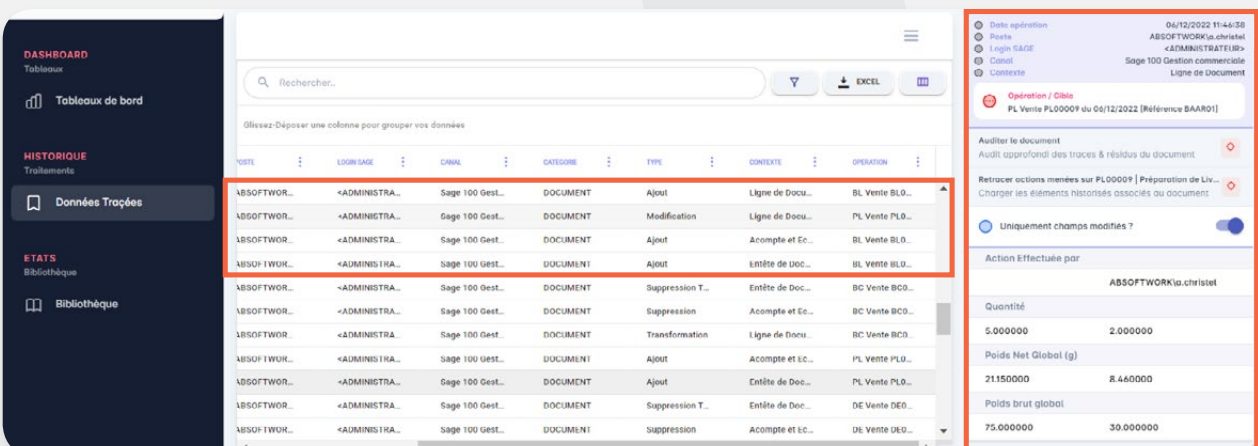 DASHBOARD
Tableaux
Tableaux de bord
HISTORIQUE
Traitements
Données Traçées
ETATS
Bibliothèque
Bibliothèque
Rechercher..
EXCEL
Glissez-Déposer une colonne pour grouper vos données
POSTE LOGIN SAGE CANAL CATEGORIE TYPE CONTEXTE OPERATION
ABSOFTWOR... <ADMINISTRA... Sage 100 Gest... DOCUMENT Ajout Ligne de Docu... BL Vente BL0...
ABSOFTWOR... <ADMINISTRA... Sage 100 Gest... DOCUMENT Modification Ligne de Docu... PL Vente PL0...
ABSOFTWOR... <ADMINISTRA... Sage 100 Gest... DOCUMENT Ajout Acompte et Ec... BL Vente BL0...
ABSOFTWOR... <ADMINISTRA... Sage 100 Gest... DOCUMENT Ajout Entête de Doc... BL Vente BL0...
ABSOFTWOR... <ADMINISTRA... Sage 100 Gest... DOCUMENT Suppression T... Entête de Doc... BC Vente BC0...
ABSOFTWOR... <ADMINISTRA... Sage 100 Gest... DOCUMENT Suppression Acompte et Ec... BC Vente BC0...
ABSOFTWOR... <ADMINISTRA... Sage 100 Gest... DOCUMENT Transformation Ligne de Docu... BC Vente BC0...
ABSOFTWOR... <ADMINISTRA... Sage 100 Gest... DOCUMENT Ajout Acompte et Ec... PL Vente PL0...
ABSOFTWOR... <ADMINISTRA... Sage 100 Gest... DOCUMENT Ajout Entête de Doc... PL Vente PL0...
ABSOFTWOR... <ADMINISTRA... Sage 100 Gest... DOCUMENT Suppression T... Entête de Doc... DE Vente DE0...
ABSOFTWOR... <ADMINISTRA... Sage 100 Gest... DOCUMENT Suppression Acompte et Ec... DE Vente DE0...
Date opération 06/12/2022 11:46:38
Poste ABSOFTWORK\a.christel
Login SAGE <ADMINISTRATEUR>
Canal Sage 100 Gestion commerciale
Contexte Ligne de Document
Opération / Cible
PL Vente PL00009 du 06/12/2022 [Référence BAAR01]
Auditer le document
Audit approfondi des traces & résidus du document
Retracer actions menées sur PL00009 | Préparation de Liv...
Charger les éléments historisés associés au document
Uniquement champs modifiés ?
Action Effectuée par
ABSOFTWORK\a.christel
Quantité
5.000000 2.000000
Poids Net Global (g)
21.150000 8.460000
Poids brut global
75.000000 30.000000